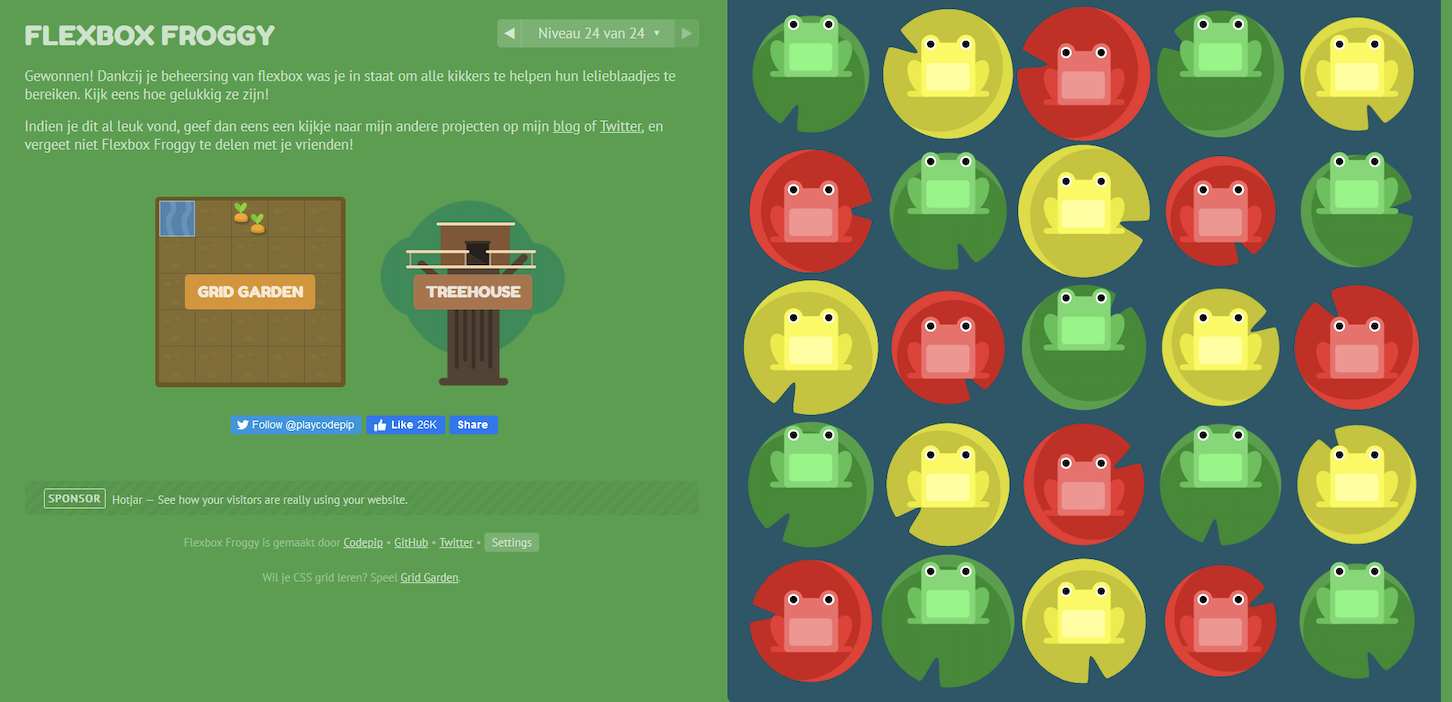 FLEXBOX FROGGY
Niveau 24 van 24
Gewonnen! Dankzij je beheersing van flexbox was je in staat om alle kikkers te helpen hun lelieblaadjes te
bereiken. Kijk eens hoe gelukkig ze zijn!
Indien je dit al leuk vond, geef dan eens een kijkje naar mijn andere projecten op mijn blog of Twitter, en
vergeet niet Flexbox Froggy te delen met je vrienden!
GRID GARDEN
TREEHOUSE
Follow @playcodepip
Like 26K
Share
SPONSOR Hotjar — See how your visitors are really using your website.
Flexbox Froggy is gemaakt door Codepip • GitHub • Twitter • Settings
Wil je CSS grid leren? Speel Grid Garden.